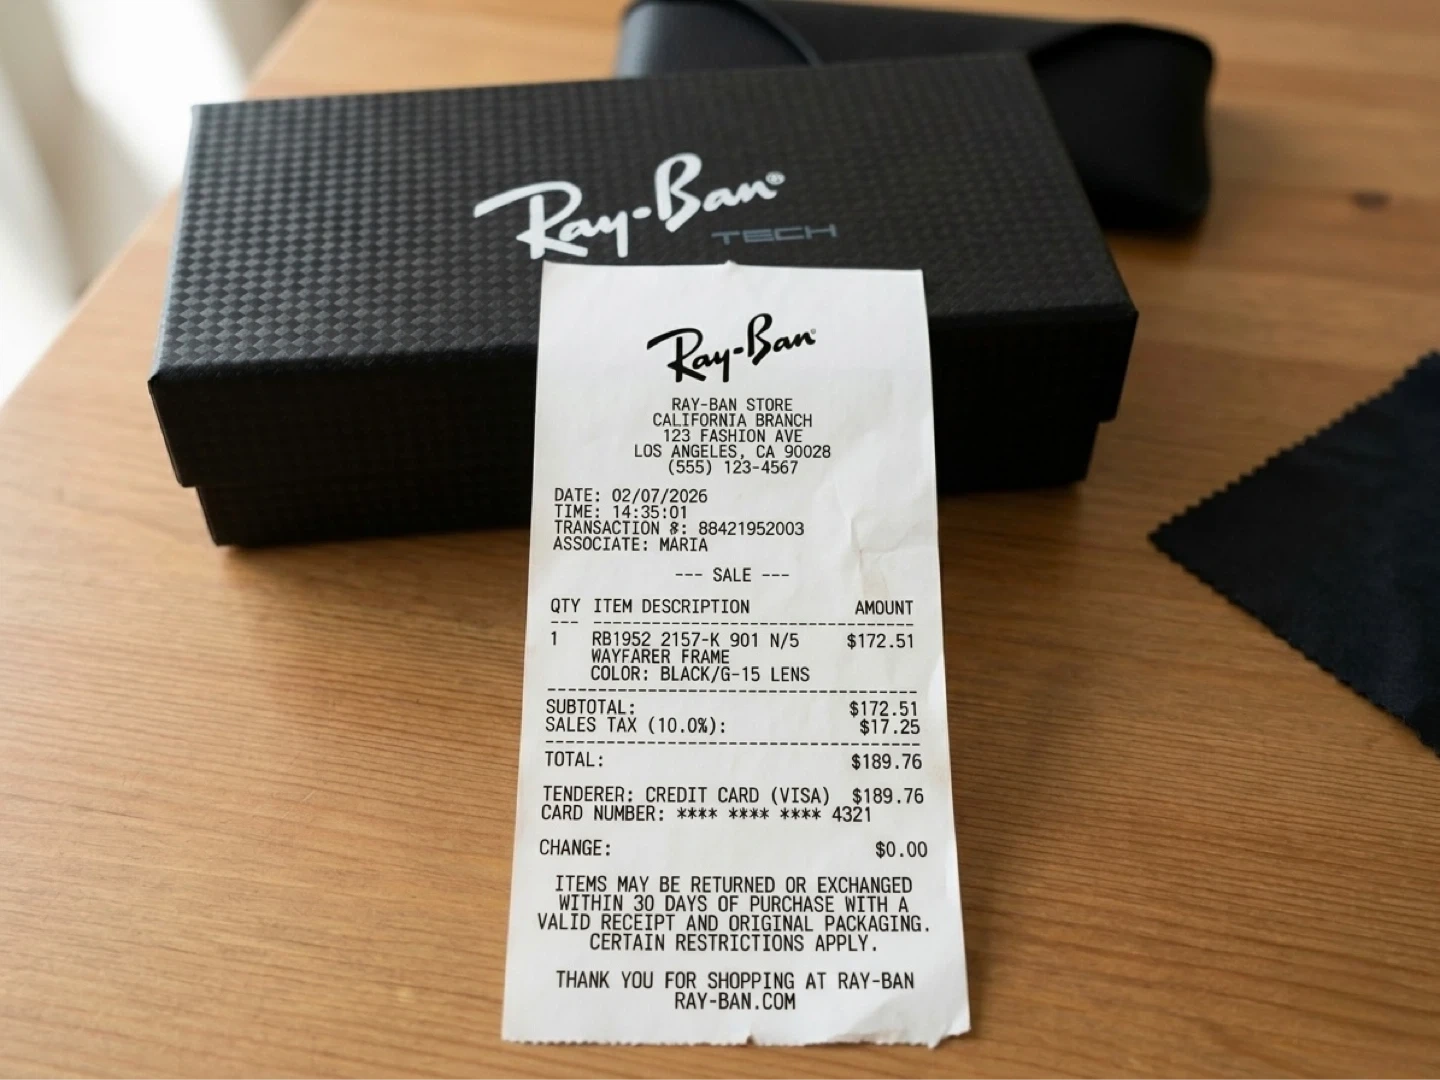 Ray-Ban®
TECH
Ray-Ban®
RAY-BAN STORE
CALIFORNIA BRANCH
123 FASHION AVE
LOS ANGELES, CA 90028
(555) 123-4567
DATE: 02/07/2026
TIME: 14:35:01
TRANSACTION #: 88421952003
ASSOCIATE: MARIA
--- SALE ---
QTY ITEM DESCRIPTION AMOUNT
1 RB1952 2157-K 901 N/5 $172.51
WAYFARER FRAME
COLOR: BLACK/G-15 LENS
SUBTOTAL: $172.51
SALES TAX (10.0%): $17.25
TOTAL: $189.76
TENDERER: CREDIT CARD (VISA) $189.76
CARD NUMBER: **** **** **** 4321
CHANGE: $0.00
ITEMS MAY BE RETURNED OR EXCHANGED
WITHIN 30 DAYS OF PURCHASE WITH A
VALID RECEIPT AND ORIGINAL PACKAGING.
CERTAIN RESTRICTIONS APPLY.
THANK YOU FOR SHOPPING AT RAY-BAN
RAY-BAN.COM